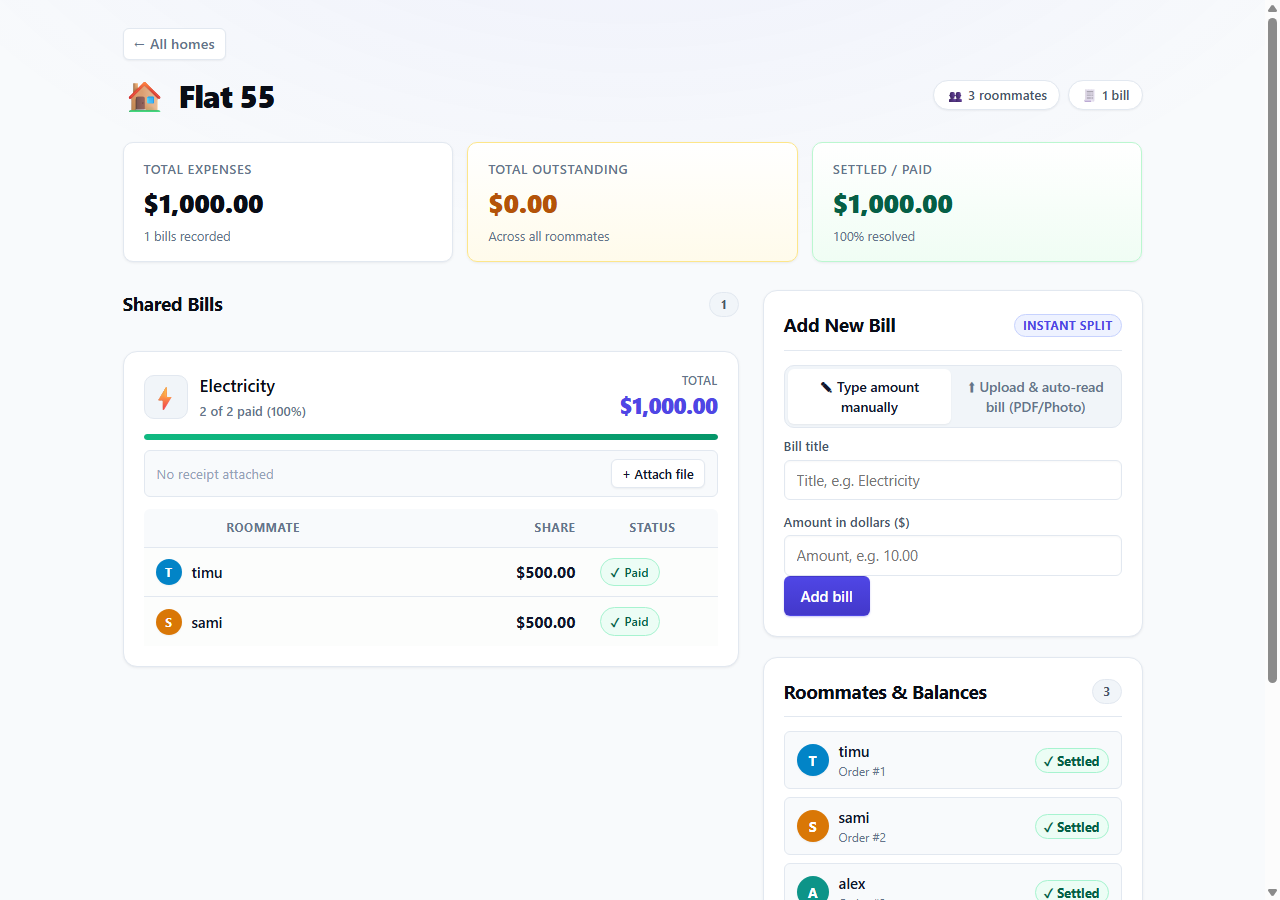 ← All homes
Flat 55
3 roommates
1 bill
TOTAL EXPENSES
$1,000.00
1 bills recorded
TOTAL OUTSTANDING
$0.00
Across all roommates
SETTLED / PAID
$1,000.00
100% resolved
Shared Bills
1
Electricity
2 of 2 paid (100%)
TOTAL
$1,000.00
No receipt attached
+ Attach file
ROOMMATE SHARE STATUS
T timu $500.00 ✓ Paid
S sami $500.00 ✓ Paid
Add New Bill
INSTANT SPLIT
✎ Type amount
manually
⬆ Upload & auto-read
bill (PDF/Photo)
Bill title
Title, e.g. Electricity
Amount in dollars ($)
Amount, e.g. 10.00
Add bill
Roommates & Balances
3
T timu
Order #1
✓ Settled
S sami
Order #2
✓ Settled
A alex
✓ Settled